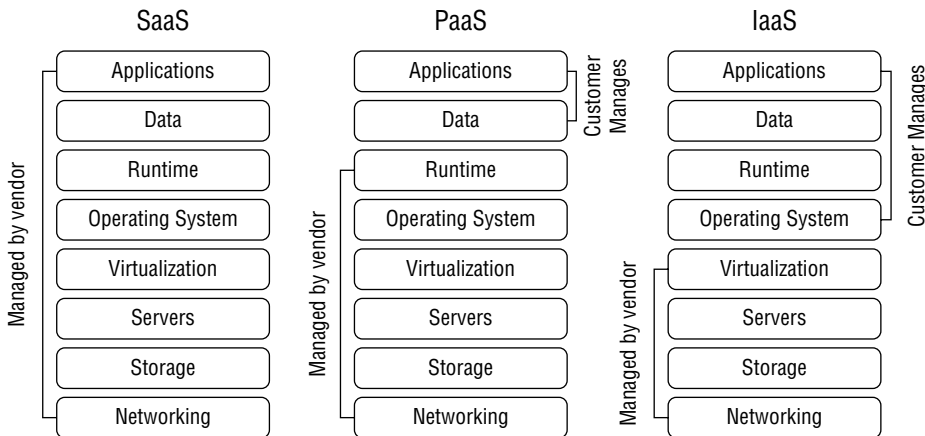 SaaS
Managed by vendor
Applications
Data
Runtime
Operating System
Virtualization
Servers
Storage
Networking
PaaS
Managed by vendor
Applications
Data
Runtime
Operating System
Virtualization
Servers
Storage
Networking
Customer
Manages
IaaS
Managed by vendor
Applications
Data
Runtime
Operating System
Virtualization
Servers
Storage
Networking
Customer Manages